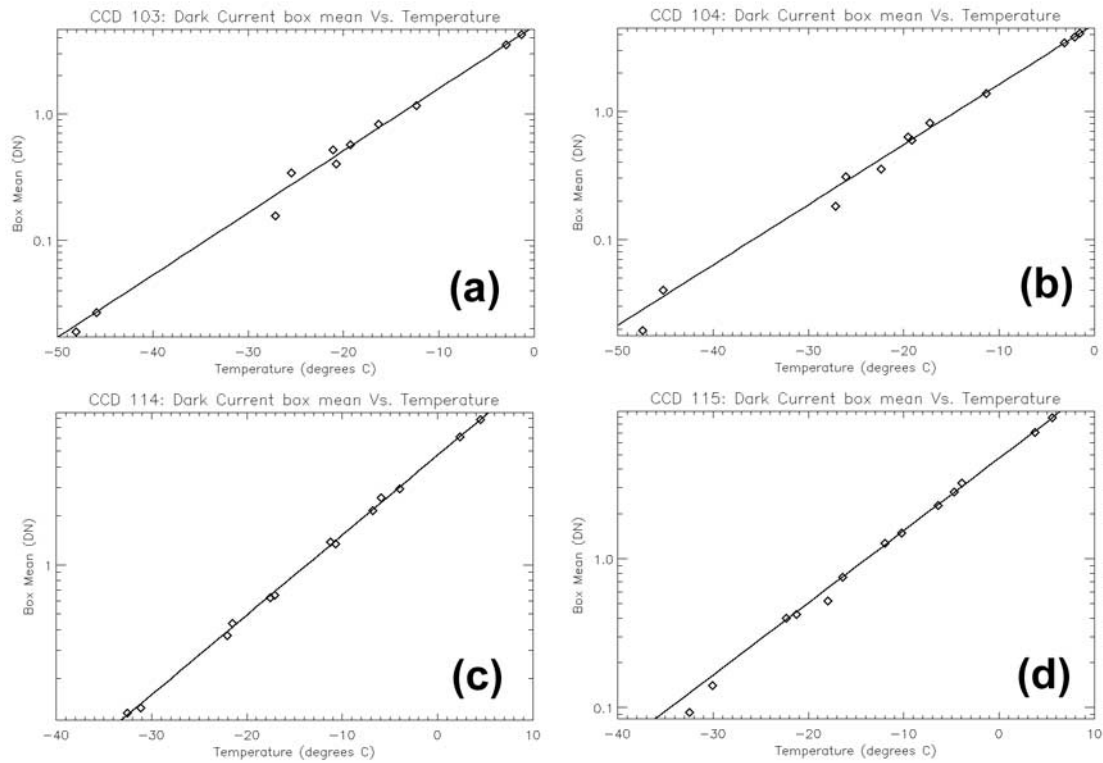 CCD 103: Dark Current box mean Vs. Temperature
Box Mean (DN)
1.0
0.1
(a)
−50 −40 −30 −20 −10 0
Temperature (degrees C)
CCD 104: Dark Current box mean Vs. Temperature
Box Mean (DN)
1.0
0.1
(b)
−50 −40 −30 −20 −10 0
Temperature (degrees C)
CCD 114: Dark Current box mean Vs. Temperature
Box Mean (DN)
1
(c)
−40 −30 −20 −10 0 10
Temperature (degrees C)
CCD 115: Dark Current box mean Vs. Temperature
Box Mean (DN)
1.0
0.1
(d)
−40 −30 −20 −10 0 10
Temperature (degrees C)